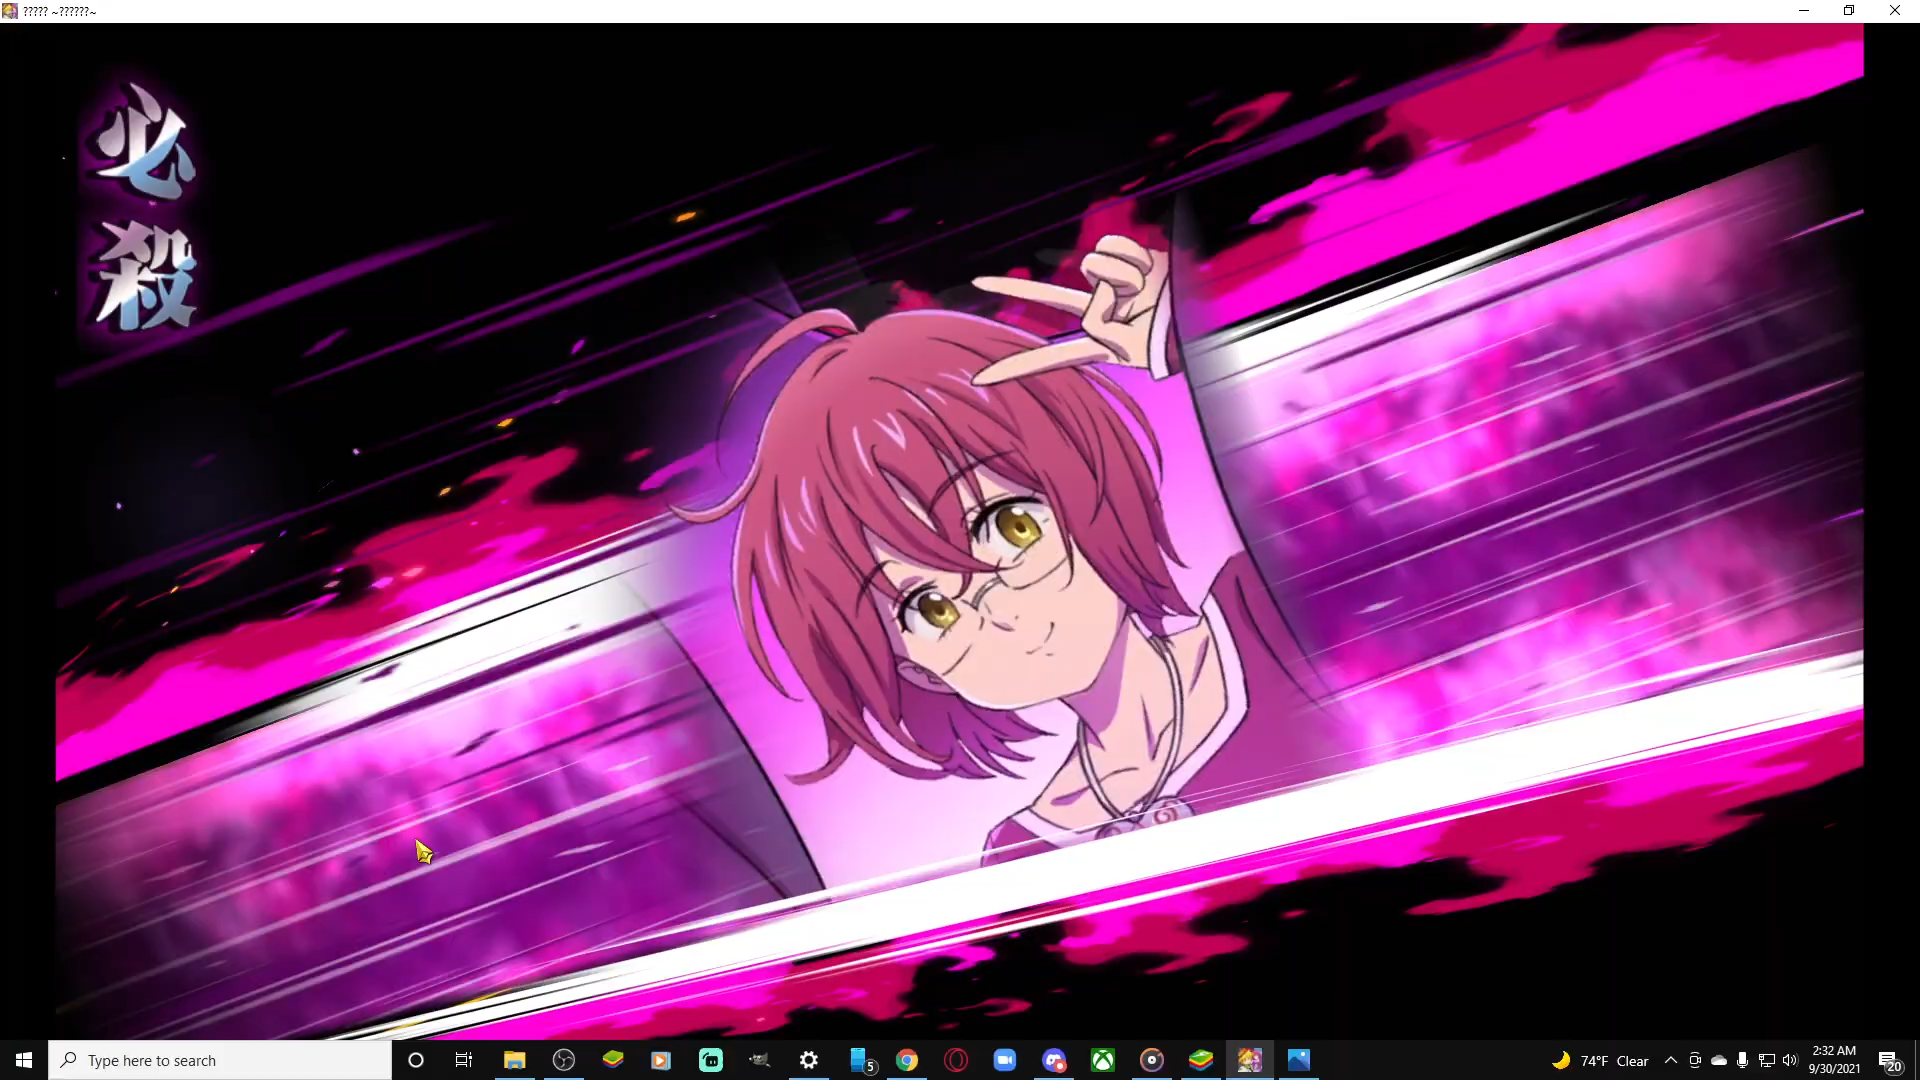 ????? ~??????~
必
殺
Type here to search
5
74°F Clear
2:32 AM
9/30/2021
20